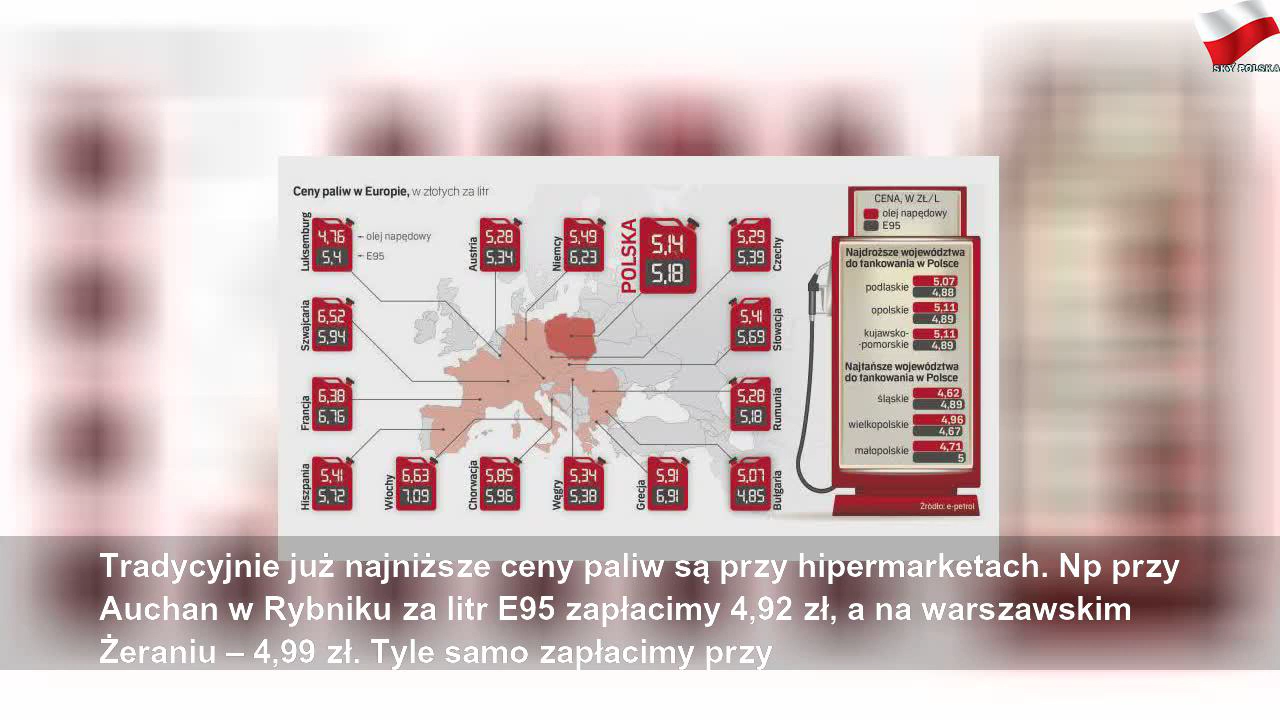 SKY POLSKA
Ceny paliw w Europie, w złotych za litr
Luksemburg
4,76
5,4
olej napędowy
E95
Austria
5,28
5,34
Niemcy
5,49
6,23
POLSKA
5,14
5,18
5,29
5,39
Czechy
Szwajcaria
6,52
5,94
5,41
5,69
Słowacja
Francja
6,38
6,76
5,28
5,18
Rumunia
Hiszpania
5,41
5,72
Włochy
6,63
7,09
Chorwacja
5,85
5,96
Węgry
5,34
5,38
Grecja
5,91
6,91
5,07
4,85
Bułgaria
CENA, W ZŁ/L
olej napędowy
E95
Najdroższe województwa
do tankowania w Polsce
podlaskie 5,07
4,88
opolskie 5,11
4,89
kujawsko-
-pomorskie 5,11
4,89
Najtańsze województwa
do tankowania w Polsce
śląskie 4,62
4,89
wielkopolskie 4,96
4,67
małopolskie 4,71
5
Źródło: e-petrol
Tradycyjnie już najniższe ceny paliw są przy hipermarketach. Np przy
Auchan w Rybniku za litr E95 zapłacimy 4,92 zł, a na warszawskim
Żeraniu – 4,99 zł. Tyle samo zapłacimy przy